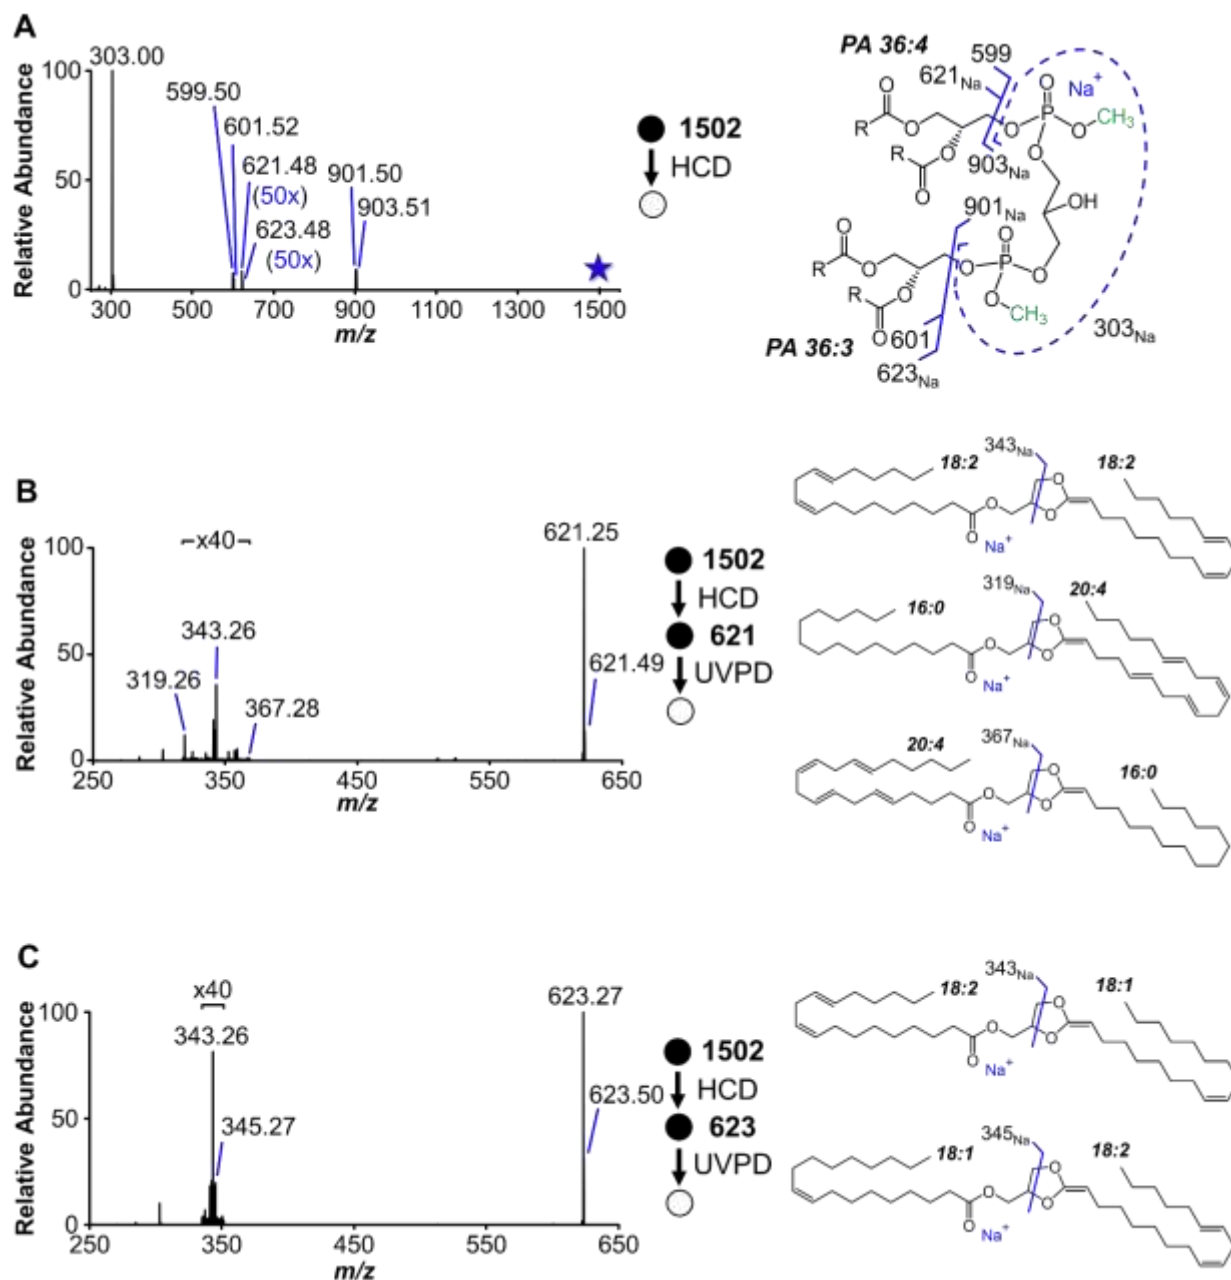 A
Relative Abundance
100
50
0
303.00
599.50
601.52
621.48
(50x)
623.48
(50x)
901.50
903.51
300 500 700 900 1100 1300 1500
m/z
1502
HCD
PA 36:4
599
621Na
903Na
Na+
O
R
O
O
R
O
O
P
O
O
CH3
O
OH
901Na
O
R
O
O
R
O
O
P
O
O
O
CH3
PA 36:3
601
623Na
303Na
B
Relative Abundance
100
50
0
x40
319.26
343.26
367.28
621.25
621.49
250 350 450 550 650
m/z
1502
HCD
621
UVPD
18:2
343Na
18:2
O
O
O
O
Na+
16:0
319Na
20:4
O
O
O
O
Na+
20:4
367Na
16:0
O
O
O
O
Na+
C
Relative Abundance
100
50
0
x40
343.26
345.27
623.27
623.50
250 350 450 550 650
m/z
1502
HCD
623
UVPD
18:2
343Na
18:1
O
O
O
O
Na+
18:1
345Na
18:2
O
O
O
O
Na+